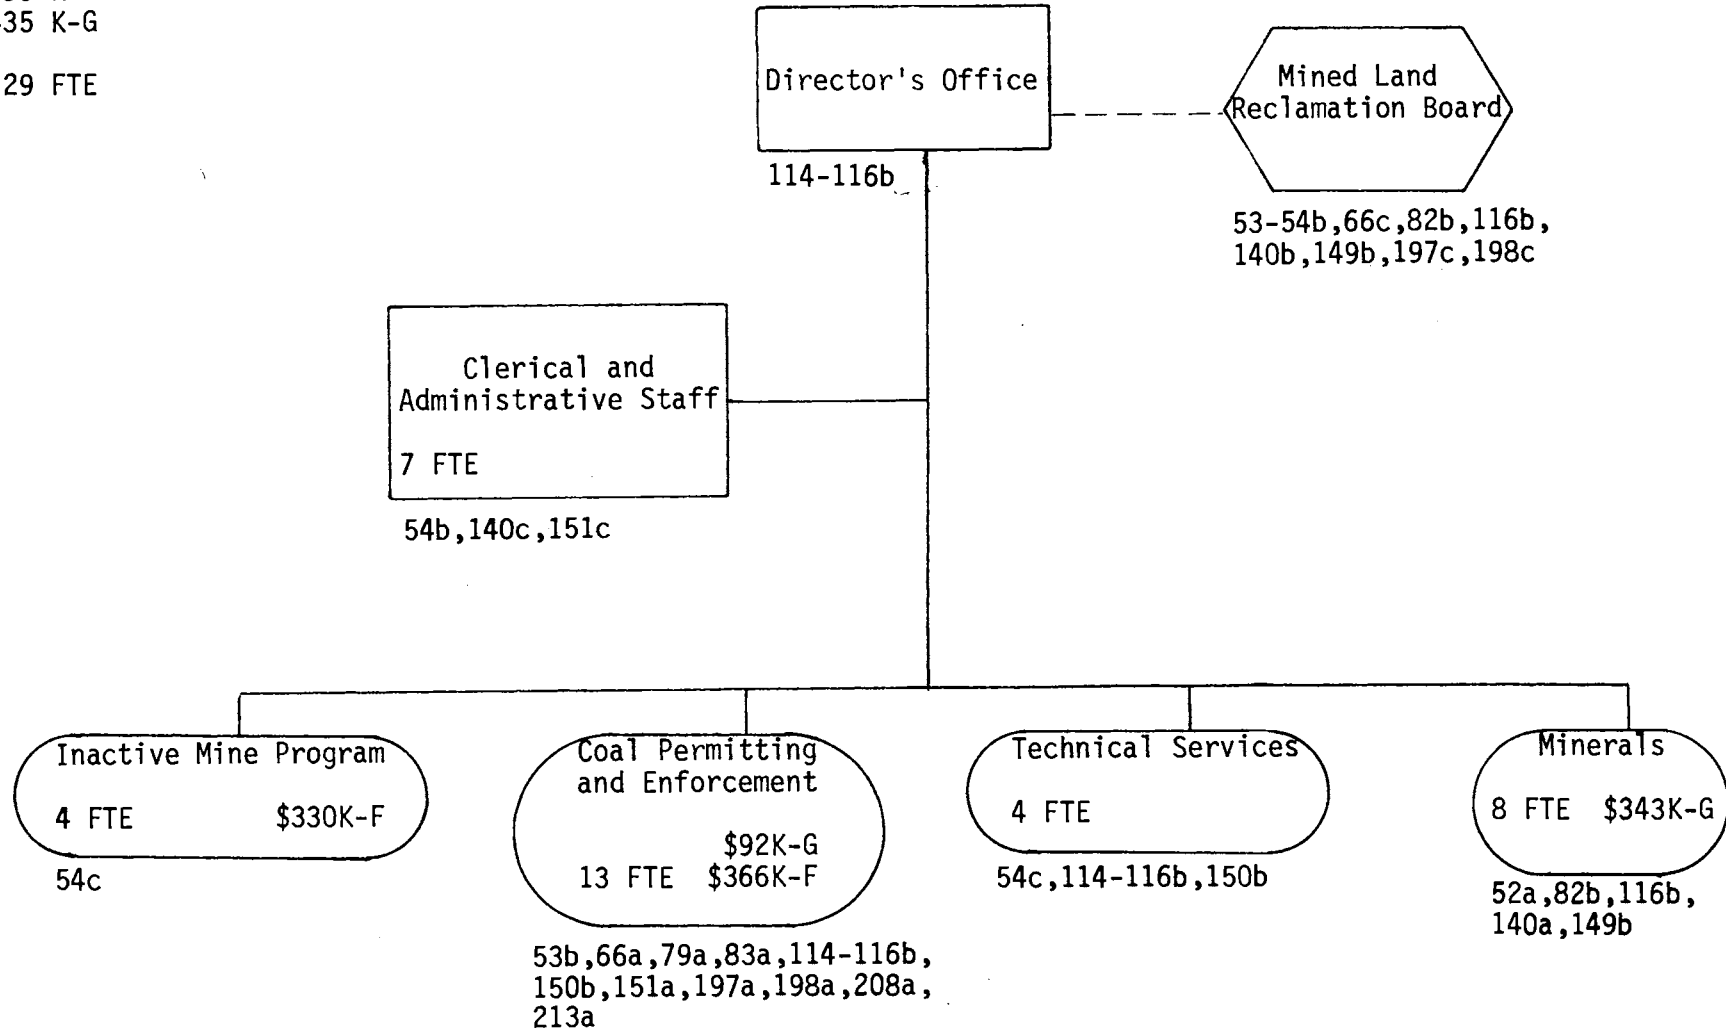 35 K-G
29 FTE
Director's Office
114-116b
Mined Land
Reclamation Board
53-54b,66c,82b,116b,
140b,149b,197c,198c
Clerical and
Administrative Staff
7 FTE
54b,140c,151c
Inactive Mine Program
4 FTE $330K-F
54c
Coal Permitting
and Enforcement
$92K-G
13 FTE $366K-F
53b,66a,79a,83a,114-116b,
150b,151a,197a,198a,208a,
213a
Technical Services
4 FTE
54c,114-116b,150b
Minerals
8 FTE $343K-G
52a,82b,116b,
140a,149b